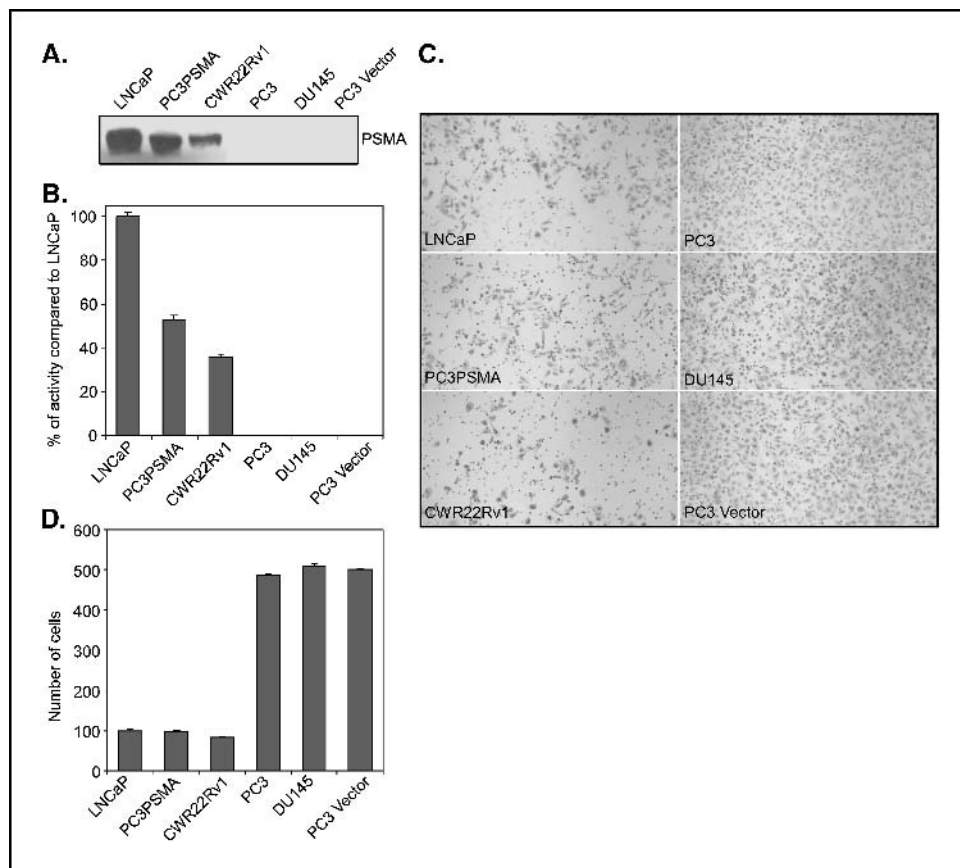 A.
LNCaP
PC3PSMA
CWR22Rv1
PC3
DU145
PC3 Vector
PSMA
B.
% of activity compared to LNCaP
100
80
60
40
20
0
LNCaP
PC3PSMA
CWR22Rv1
PC3
DU145
PC3 Vector
C.
LNCaP
PC3
PC3PSMA
DU145
CWR22Rv1
PC3 Vector
D.
Number of cells
600
500
400
300
200
100
0
LNCaP
PC3PSMA
CWR22Rv1
PC3
DU145
PC3 Vector